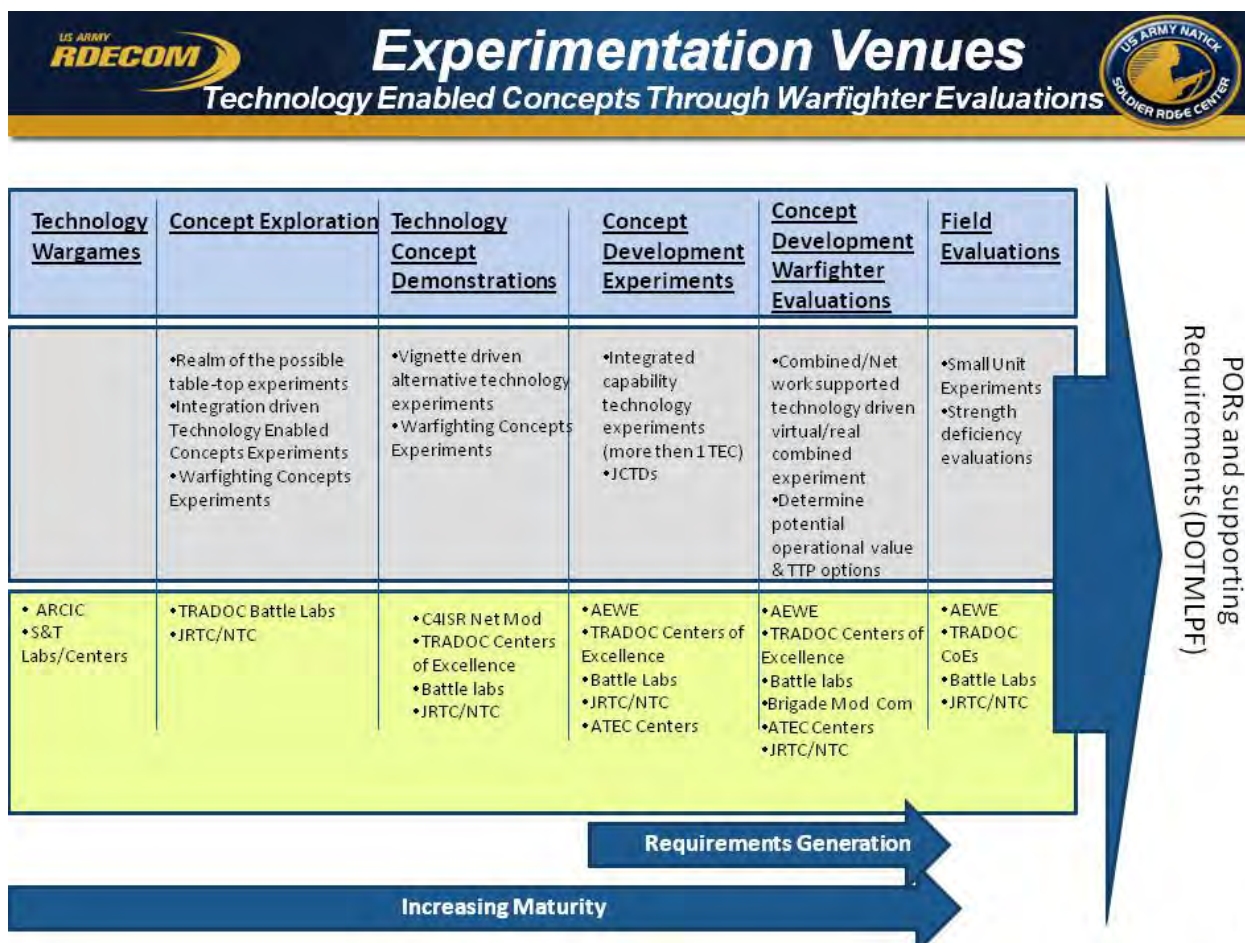 US ARMY
RDECOM
Experimentation Venues
Technology Enabled Concepts Through Warfighter Evaluations
US ARMY NATICK
SOLDIER RD&E CENTER
Technology
Wargames
Concept Exploration
Technology
Concept
Demonstrations
Concept
Development
Experiments
Concept
Development
Warfighter
Evaluations
Field
Evaluations
•Realm of the possible
table-top experiments
•Integration driven
Technology Enabled
Concepts Experiments
•Warfighting Concepts
Experiments
•Vignette driven
alternative technology
experiments
•Warfighting Concepts
Experiments
•Integrated
capability
technology
experiments
(more then 1 TEC)
•JCTDs
•Combined/Net
work supported
technology driven
virtual/real
combined
experiment
•Determine
potential
operational value
& TTP options
•Small Unit
Experiments
•Strength
deficiency
evaluations
• ARCIC
•S&T
Labs/Centers
•TRADOC Battle Labs
•JRTC/NTC
•C4ISR Net Mod
•TRADOC Centers
of Excellence
•Battle labs
•JRTC/NTC
•AEWE
•TRADOC Centers of
Excellence
•Battle Labs
•JRTC/NTC
•ATEC Centers
•AEWE
•TRADOC Centers of
Excellence
•Battle labs
•Brigade Mod Com
•ATEC Centers
•JRTC/NTC
•AEWE
•TRADOC
CoEs
•Battle Labs
•JRTC/NTC
PORs and supporting
Requirements (DOTMLPF)
Requirements Generation
Increasing Maturity